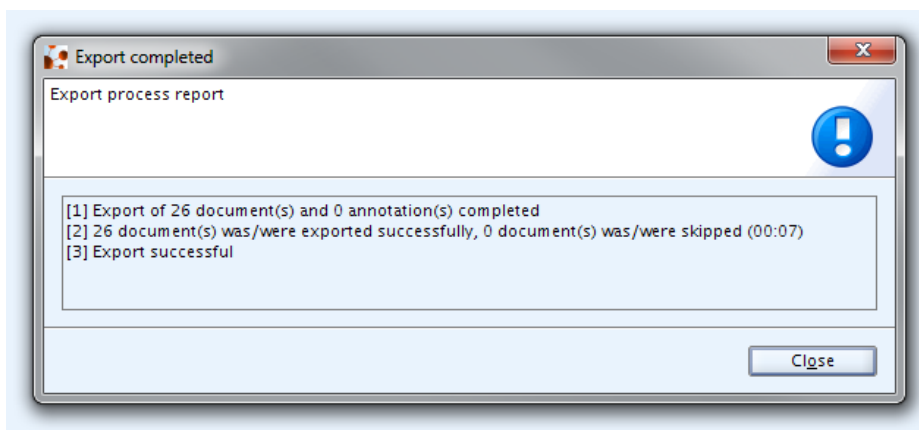 Export completed
Export process report
[1] Export of 26 document(s) and 0 annotation(s) completed
[2] 26 document(s) was/were exported successfully, 0 document(s) was/were skipped (00:07)
[3] Export successful
Close